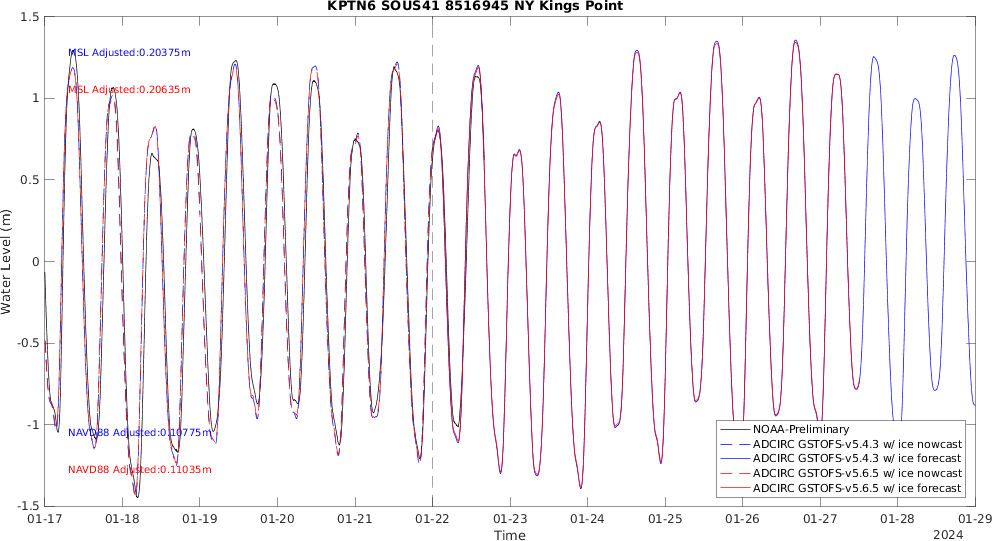 KPTN6 SOUS41 8516945 NY Kings Point
1.5
1
0.5
0
-0.5
-1
-1.5
Water Level (m)
MSL Adjusted:0.20375m
MSL Adjusted:0.20635m
NAVD88 Adjusted:0.10775m
NAVD88 Adjusted:0.11035m
NOAA-Preliminary
ADCIRC GSTOFS-v5.4.3 w/ ice nowcast
ADCIRC GSTOFS-v5.4.3 w/ ice forecast
ADCIRC GSTOFS-v5.6.5 w/ ice nowcast
ADCIRC GSTOFS-v5.6.5 w/ ice forecast
01-17 01-18 01-19 01-20 01-21 01-22 01-23 01-24 01-25 01-26 01-27 01-28 01-29
Time
2024